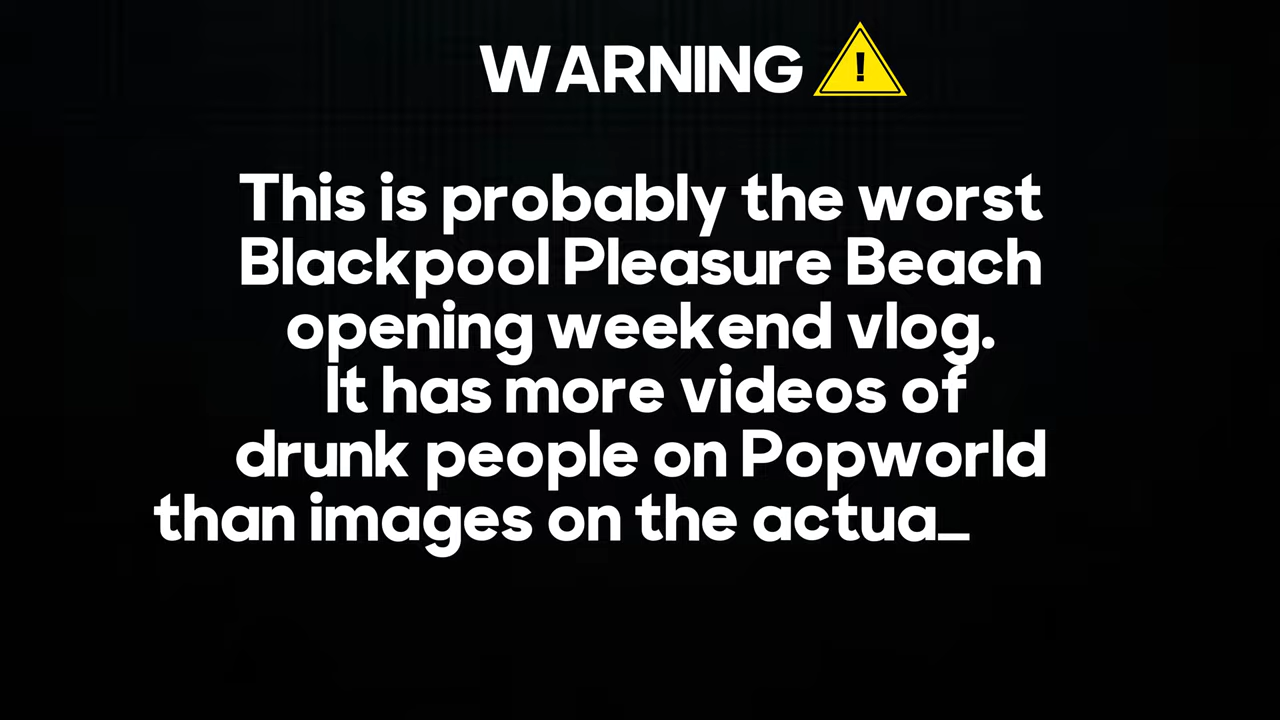 WARNING
This is probably the worst
Blackpool Pleasure Beach
opening weekend vlog.
It has more videos of
drunk people on Popworld
than images on the actua_